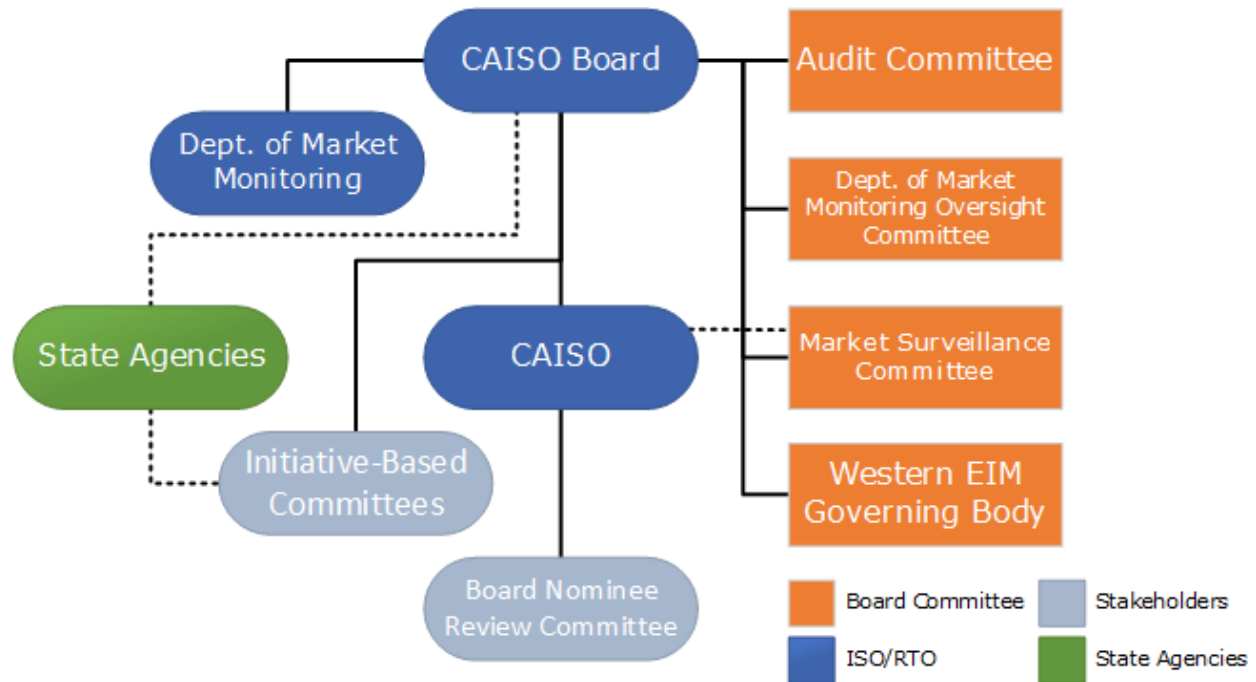 CAISO Board
Audit Committee
Dept. of Market
Monitoring
Dept. of Market
Monitoring Oversight
Committee
State Agencies
CAISO
Market Surveillance
Committee
Initiative-Based
Committees
Western EIM
Governing Body
Board Nominee
Review Committee
Board Committee
Stakeholders
ISO/RTO
State Agencies